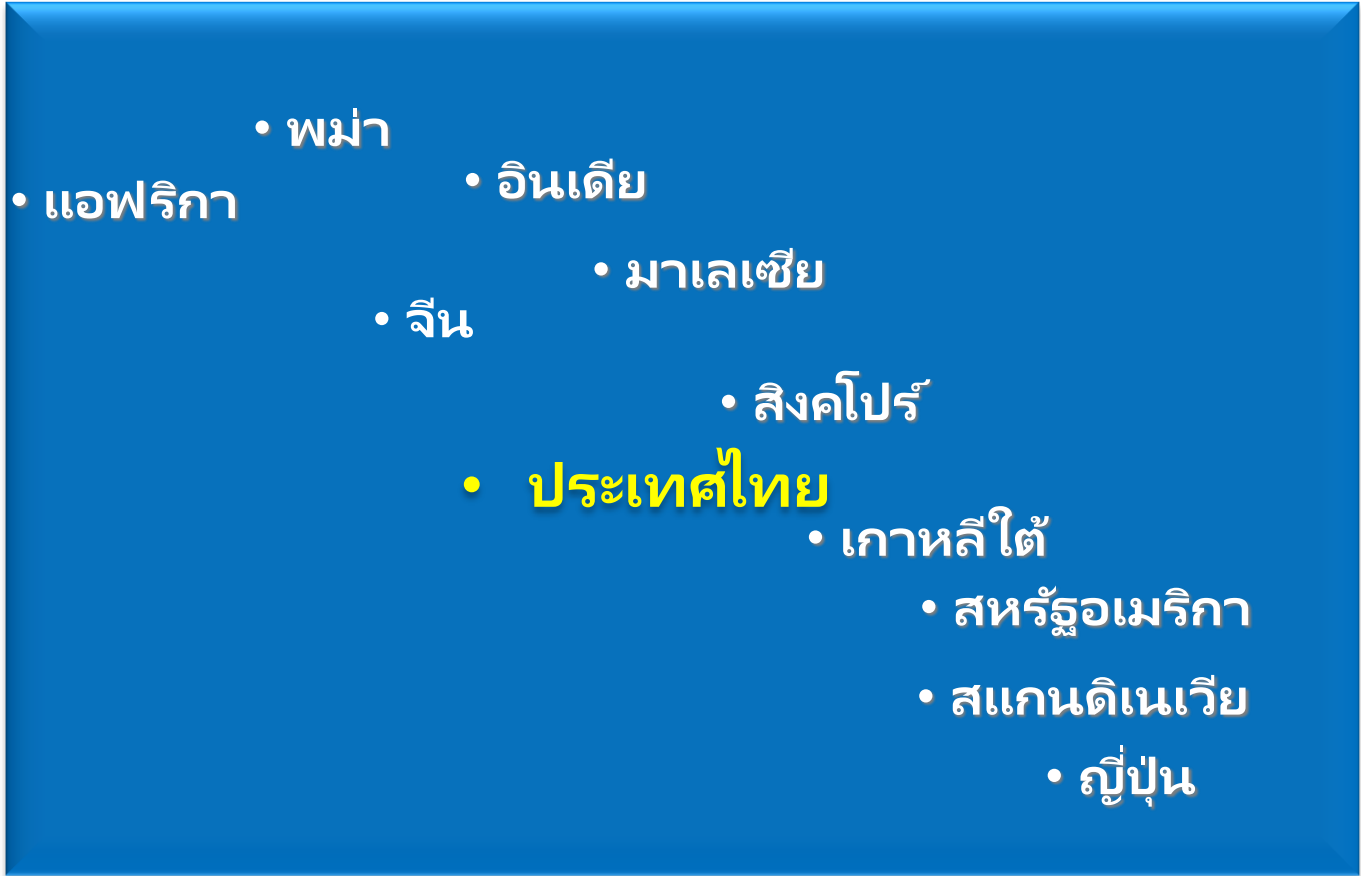 • พม่า
• อินเดีย
• แอฟริกา
• มาเลเซีย
• จีน
• สิงคโปร์
• ประเทศไทย
• เกาหลีใต้
• สหรัฐอเมริกา
• สแกนดิเนเวีย
• ญี่ปุ่น